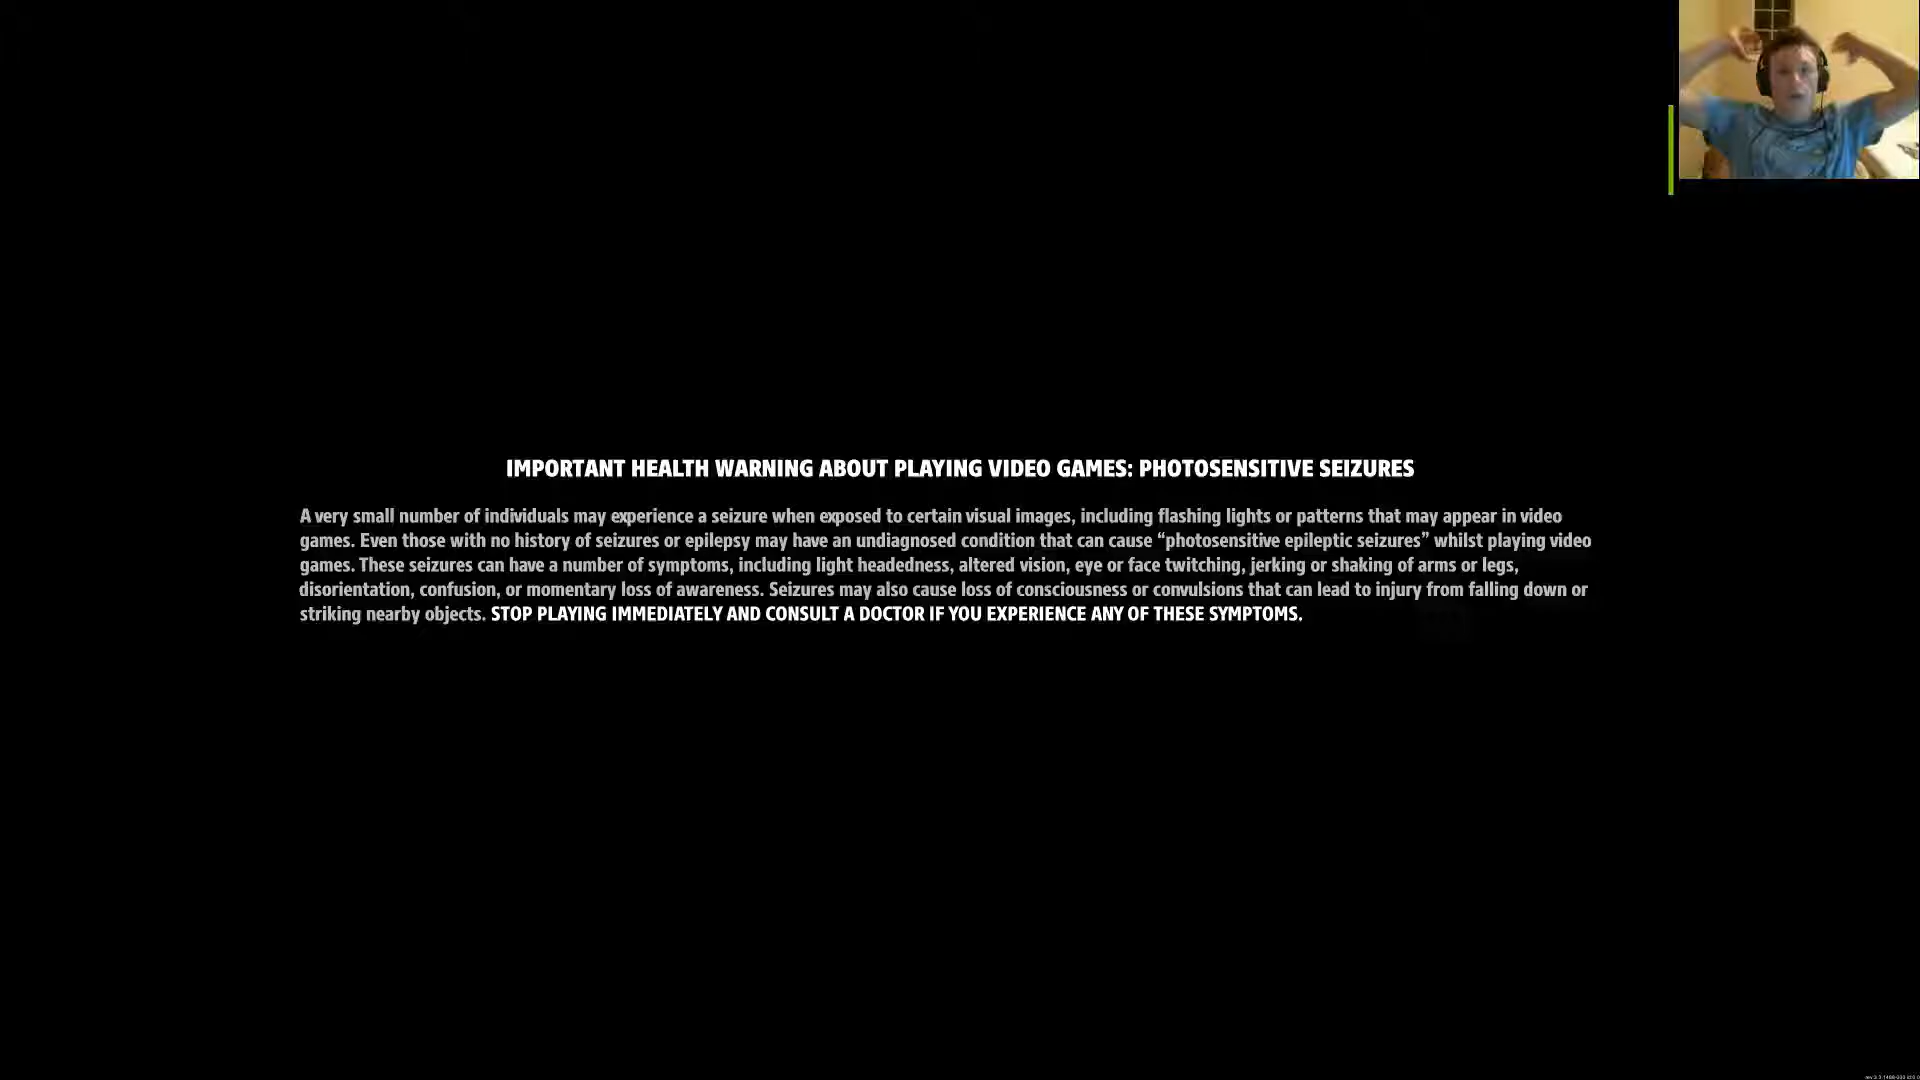 IMPORTANT HEALTH WARNING ABOUT PLAYING VIDEO GAMES: PHOTOSENSITIVE SEIZURES
A very small number of individuals may experience a seizure when exposed to certain visual images, including flashing lights or patterns that may appear in video
games. Even those with no history of seizures or epilepsy may have an undiagnosed condition that can cause “photosensitive epileptic seizures” whilst playing video
games. These seizures can have a number of symptoms, including light headedness, altered vision, eye or face twitching, jerking or shaking of arms or legs,
disorientation, confusion, or momentary loss of awareness. Seizures may also cause loss of consciousness or convulsions that can lead to injury from falling down or
striking nearby objects. STOP PLAYING IMMEDIATELY AND CONSULT A DOCTOR IF YOU EXPERIENCE ANY OF THESE SYMPTOMS.